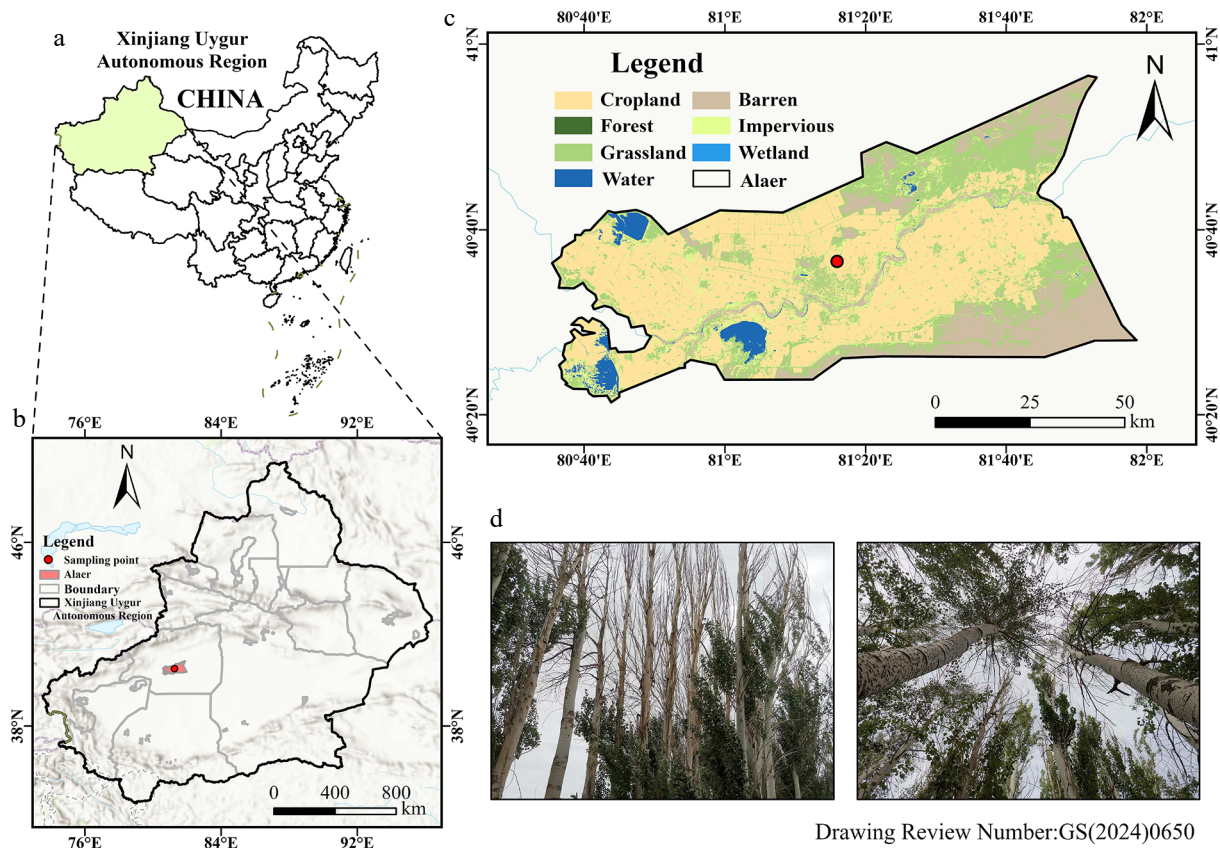 a
Xinjiang Uygur
Autonomous Region
CHINA
b
76°E
84°E
92°E
46°N
38°N
46°N
38°N
N
Legend
Sampling point
Alaer
Boundary
Xinjiang Uygur
Autonomous Region
0
400
800
km
76°E
84°E
92°E
c
80°40'E
81°E
81°20'E
81°40'E
82°E
41°N
40°40'N
40°20'N
41°N
40°40'N
40°20'N
Legend
Cropland
Barren
Forest
Impervious
Grassland
Wetland
Water
Alaer
N
0
25
50
km
80°40'E
81°E
81°20'E
81°40'E
82°E
d
Drawing Review Number:GS(2024)0650